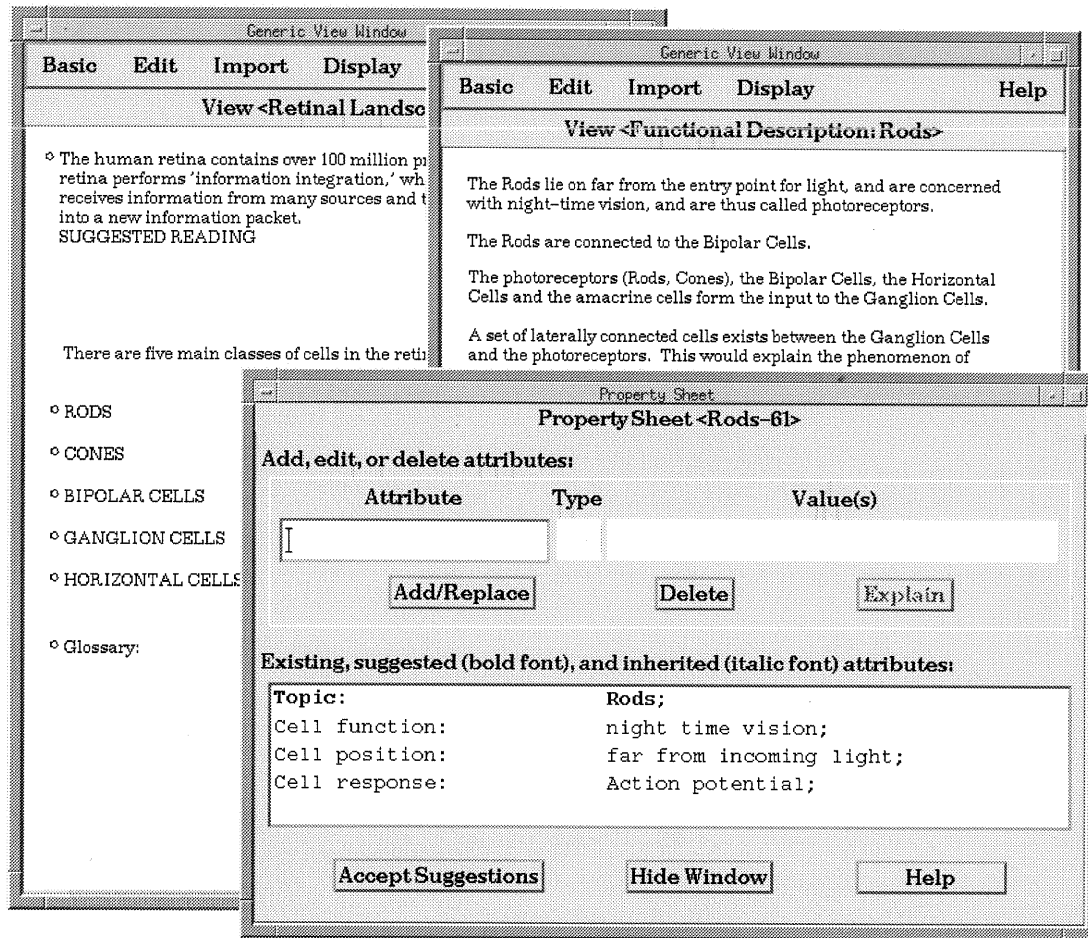 Generic View Window
Basic Edit Import Display
View <Retinal Landsc
The human retina contains over 100 million p
retina performs 'information integration,' wh
receives information from many sources and t
into a new information packet.
SUGGESTED READING
There are five main classes of cells in the reti
RODS
CONES
BIPOLAR CELLS
GANGLION CELLS
HORIZONTAL CELLS
Glossary:
Generic View Window
Basic Edit Import Display Help
View <Functional Description: Rods>
The Rods lie on far from the entry point for light, and are concerned
with night-time vision, and are thus called photoreceptors.
The Rods are connected to the Bipolar Cells.
The photoreceptors (Rods, Cones), the Bipolar Cells, the Horizontal
Cells and the amacrine cells form the input to the Ganglion Cells.
A set of laterally connected cells exists between the Ganglion Cells
and the photoreceptors. This would explain the phenomenon of
Property Sheet
Property Sheet <Rods-61>
Add, edit, or delete attributes:
Attribute Type Value(s)
Add/Replace Delete Explain
Existing, suggested (bold font), and inherited (italic font) attributes:
Topic: Rods;
Cell function: night time vision;
Cell position: far from incoming light;
Cell response: Action potential;
Accept Suggestions Hide Window Help